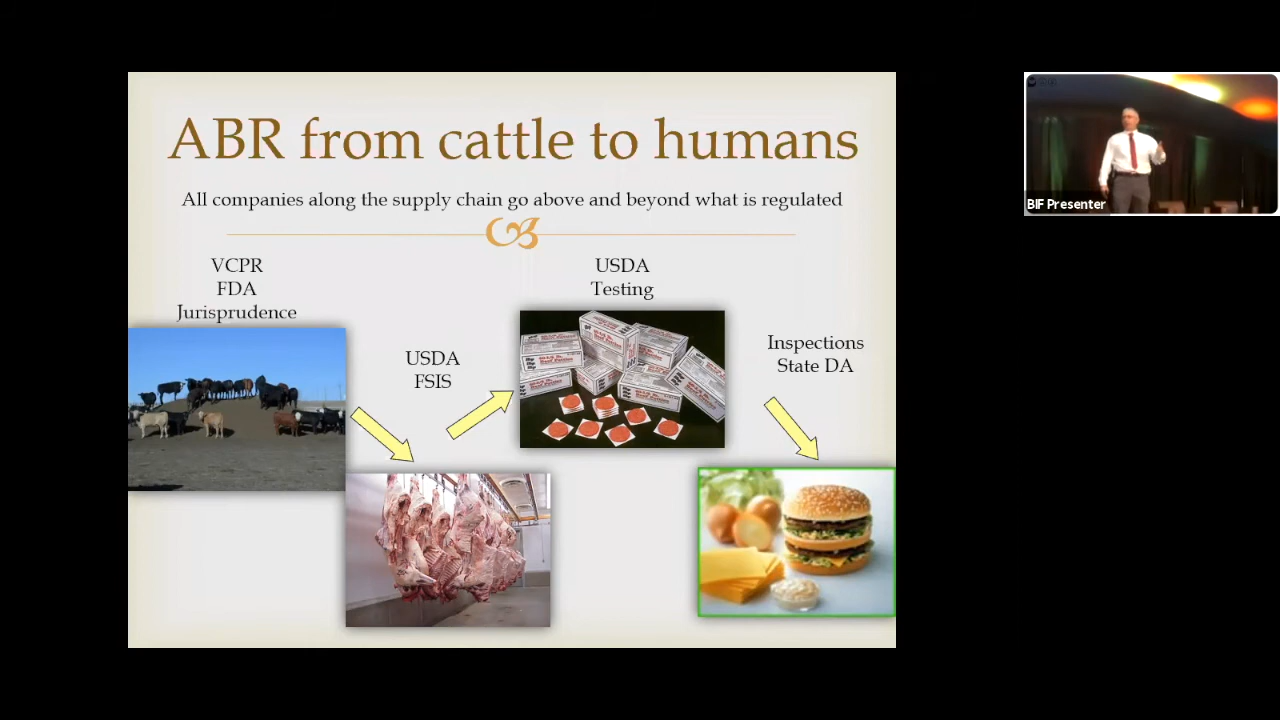 ABR from cattle to humans
All companies along the supply chain go above and beyond what is regulated
VCPR
FDA
Jurisprudence
USDA
FSIS
USDA
Testing
Inspections
State DA
BIF Presenter